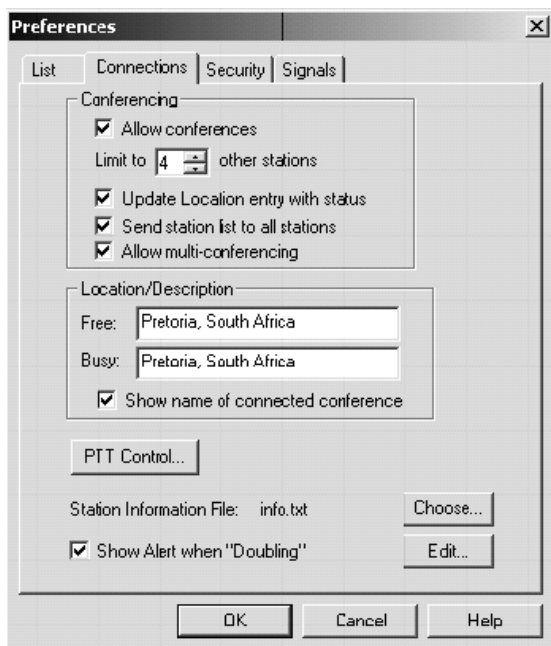 Preferences
List Connections Security Signals
Conferencing
Allow conferences
Limit to 4 other stations
Update Location entry with status
Send station list to all stations
Allow multi-conferencing
Location/Description
Free: Pretoria, South Africa
Busy: Pretoria, South Africa
Show name of connected conference
PTT Control...
Station Information File: info.txt Choose...
Show Alert when "Doubling" Edit...
OK Cancel Help